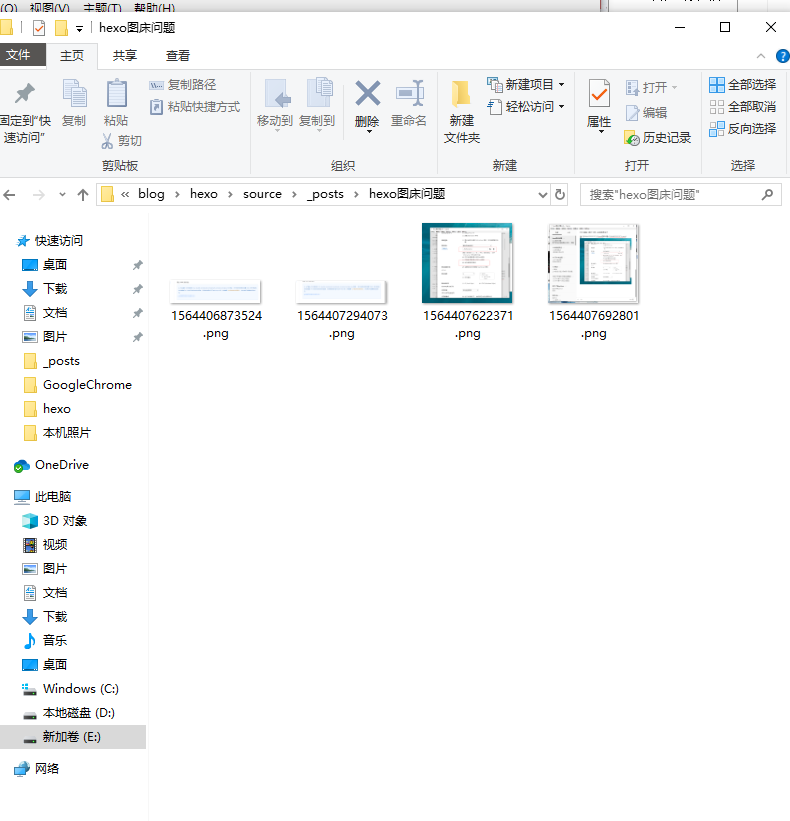 (O) 视图(V) 主题(T) 帮助(H)
hexo图床问题
文件 主页 共享 查看
固定到"快
速访问"
复制
粘贴
复制路径
粘贴快捷方式
剪切
剪贴板
移动到 复制到 删除 重命名
组织
新建
文件夹
新建项目
轻松访问
新建
属性
打开
编辑
历史记录
打开
全部选择
全部取消
反向选择
选择
« blog › hexo › source › _posts › hexo图床问题
搜索"hexo图床问题"
快速访问
桌面
下载
文档
图片
_posts
GoogleChrome
hexo
本机照片
OneDrive
此电脑
3D 对象
视频
图片
文档
下载
音乐
桌面
Windows (C:)
本地磁盘 (D:)
新加卷 (E:)
网络
1564406873524
.png
1564407294073
.png
1564407622371
.png
1564407692801
.png